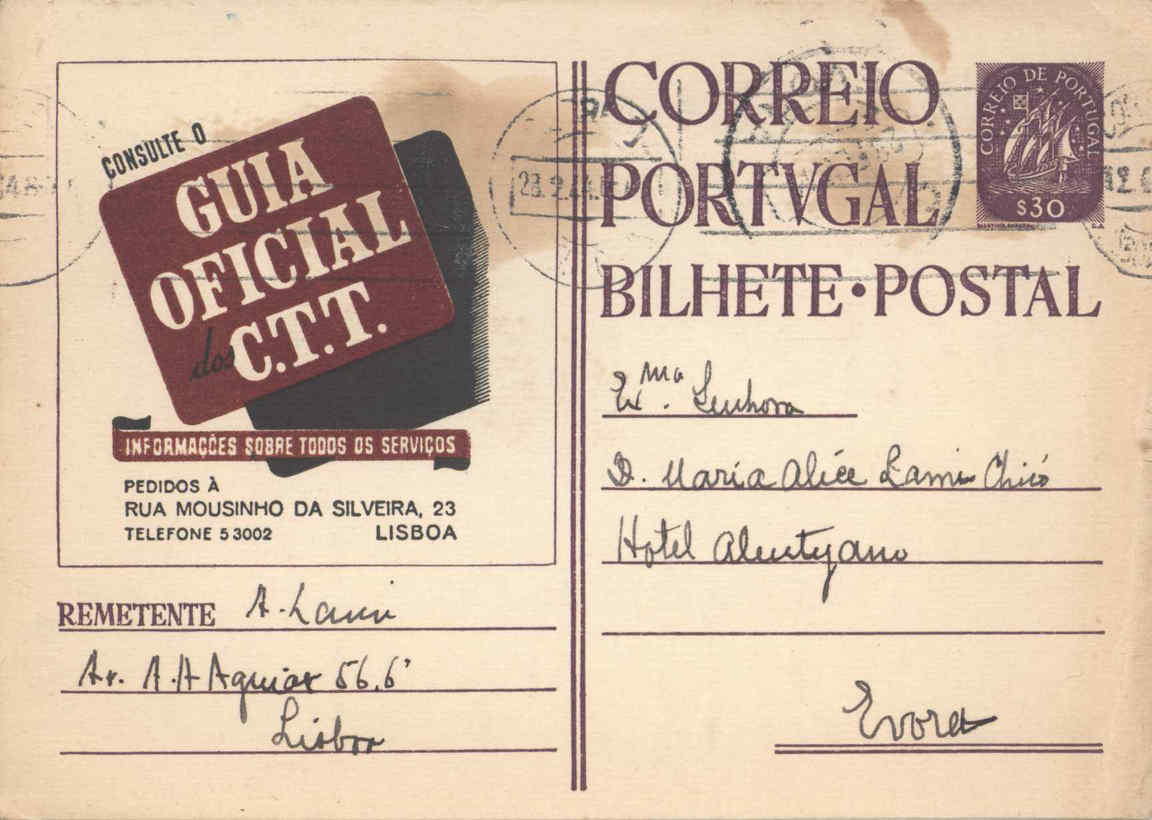 CONSULTE O
GUIA
OFICIAL
dos C.T.T.
INFORMAÇÕES SOBRE TODOS OS SERVIÇOS
PEDIDOS À
RUA MOUSINHO DA SILVEIRA, 23
TELEFONE 53002 LISBOA
REMETENTE A. Lami
Av. A. A Aguiar 56, 6º
Lisboa
CORREIO
PORTVGAL
BILHETE•POSTAL
CORREIO DE PORTUGAL
$30
Exma. Senhora
D. Maria Alice Lami Chicó
Hotel Alentejano
Evora